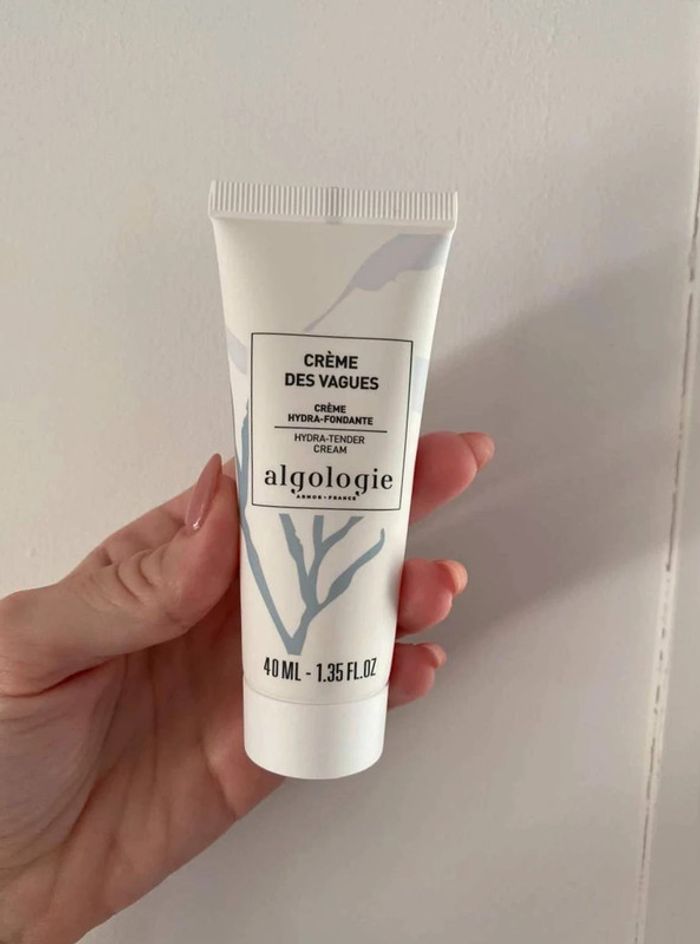 CRÈME
DES VAGUES
CRÈME
HYDRA-FONDANTE
HYDRA-TENDER
CREAM
algologie
ARMOR • FRANCE
40 ML - 1.35 FL.OZ